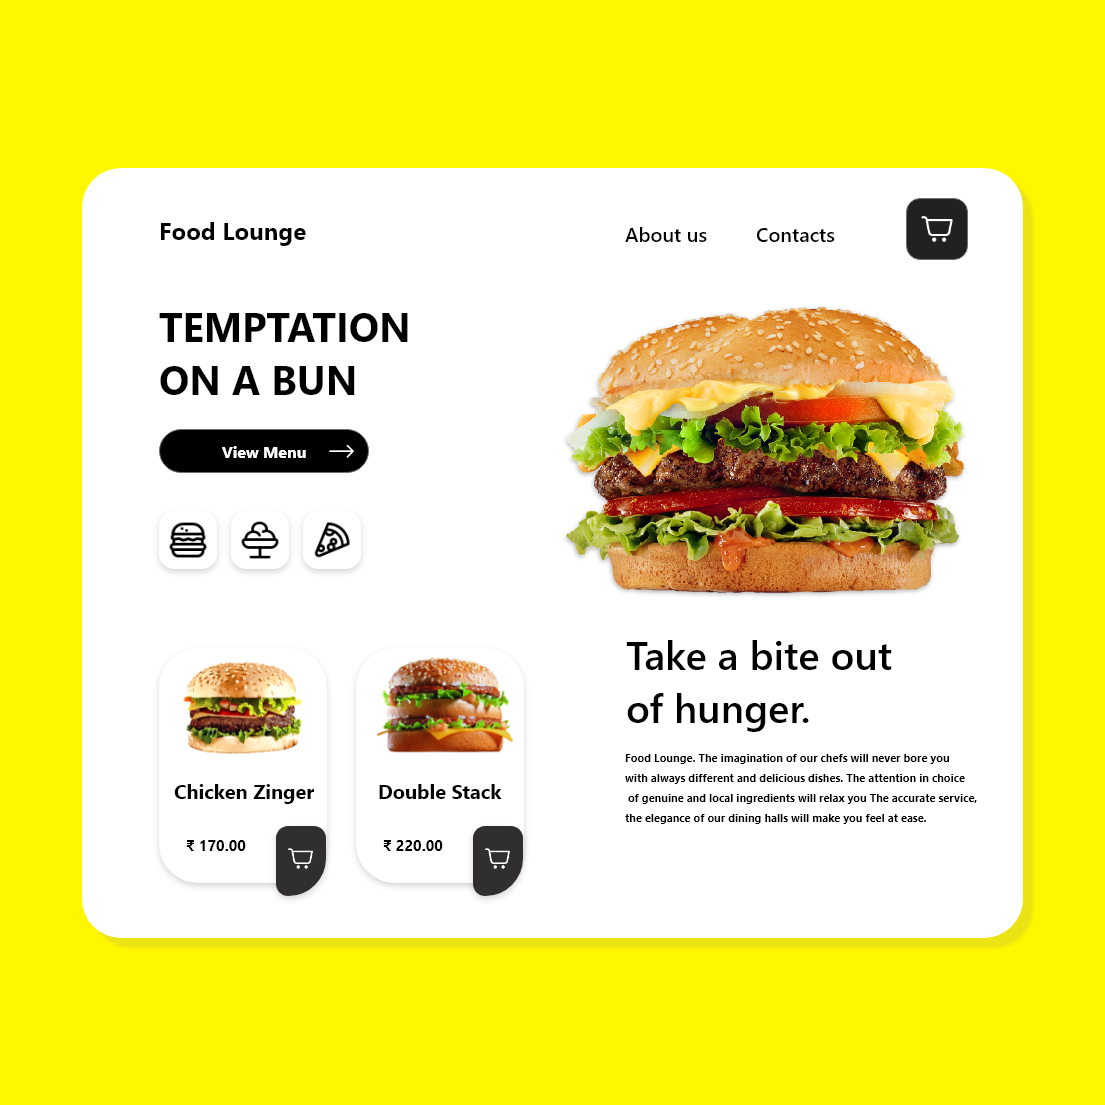 Food Lounge
About us
Contacts
TEMPTATION
ON A BUN
View Menu
Chicken Zinger
₹ 170.00
Double Stack
₹ 220.00
Take a bite out
of hunger.
Food Lounge. The imagination of our chefs will never bore you
with always different and delicious dishes. The attention in choice
of genuine and local ingredients will relax you The accurate service,
the elegance of our dining halls will make you feel at ease.